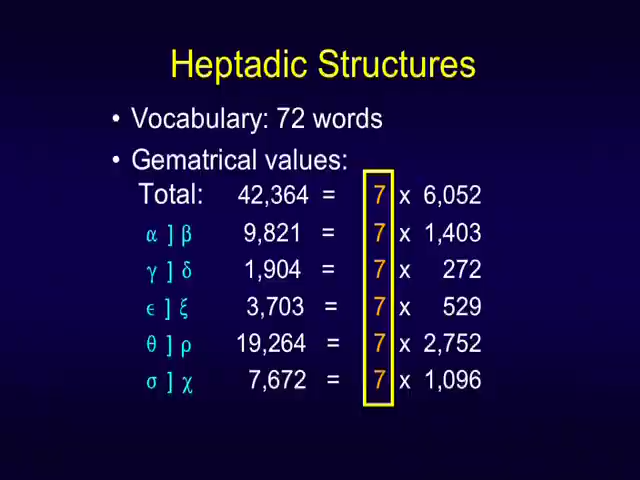 Heptadic Structures
• Vocabulary: 72 words
• Gematrical values:
Total: 42,364 = 7 x 6,052
α ] β 9,821 = 7 x 1,403
γ ] δ 1,904 = 7 x 272
ϵ ] ξ 3,703 = 7 x 529
θ ] ρ 19,264 = 7 x 2,752
σ ] χ 7,672 = 7 x 1,096